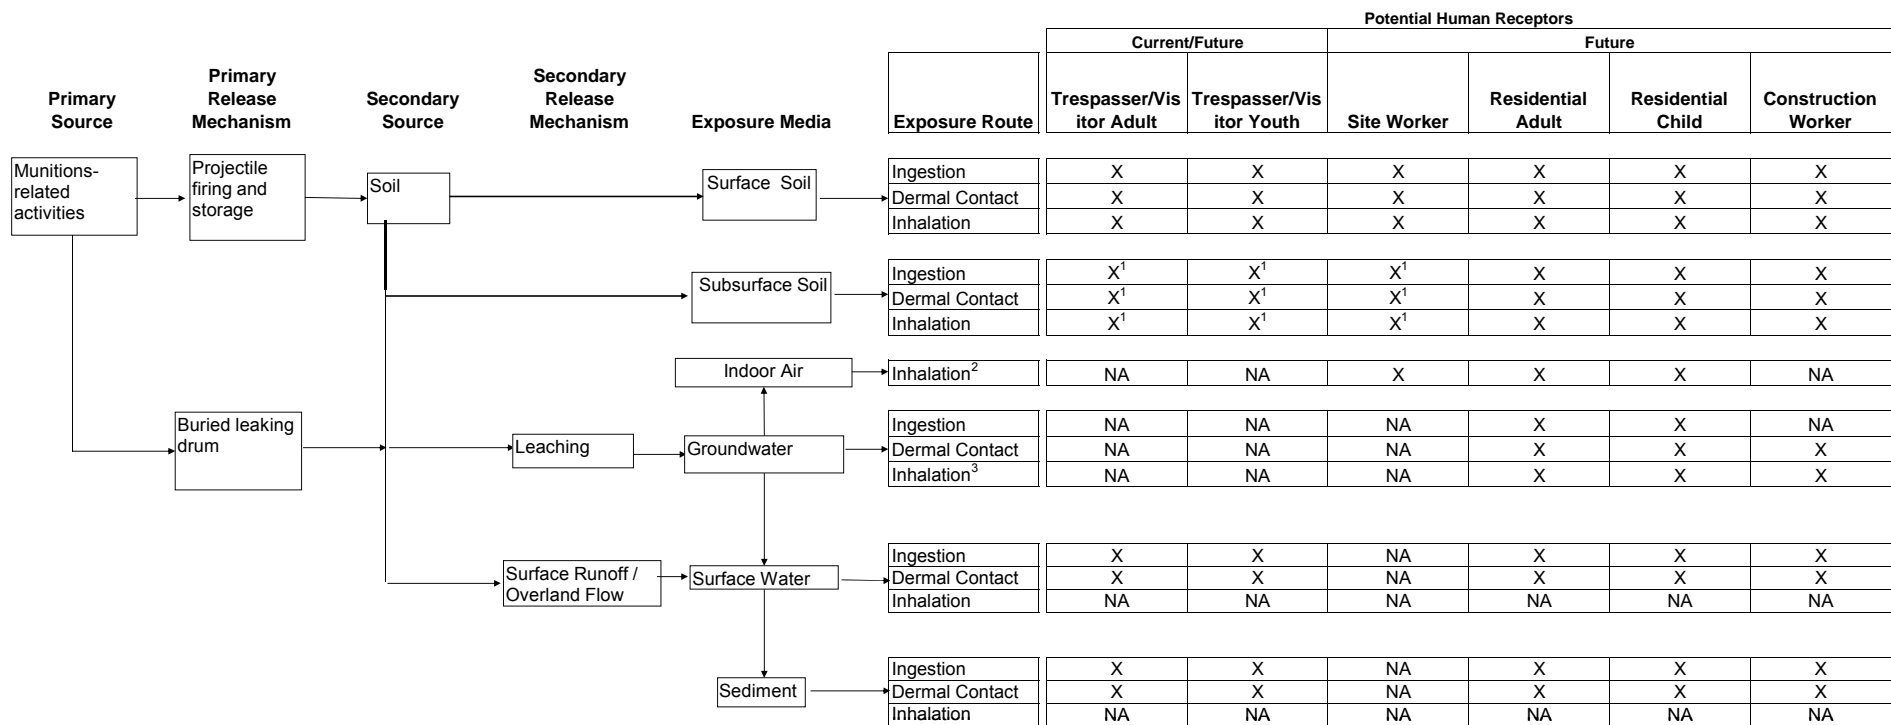 Potential Human Receptors
Current/Future Future
Primary Source
Primary Release Mechanism
Secondary Source
Secondary Release Mechanism
Exposure Media
Exposure Route
Trespasser/Vis itor Adult
Trespasser/Vis itor Youth
Site Worker
Residential Adult
Residential Child
Construction Worker
Munitions-
related
activities
Projectile
firing and
storage
Soil
Surface Soil
Ingestion X X X X X X
Dermal Contact X X X X X X
Inhalation X X X X X X
Subsurface Soil
Ingestion X¹ X¹ X¹ X X X
Dermal Contact X¹ X¹ X¹ X X X
Inhalation X¹ X¹ X¹ X X X
Indoor Air
Inhalation² NA NA X X X NA
Buried leaking
drum
Leaching
Groundwater
Ingestion NA NA NA X X NA
Dermal Contact NA NA NA X X X
Inhalation³ NA NA NA X X X
Surface Runoff /
Overland Flow
Surface Water
Ingestion X X NA X X X
Dermal Contact X X NA X X X
Inhalation NA NA NA NA NA NA
Sediment
Ingestion X X NA X X X
Dermal Contact X X NA X X X
Inhalation NA NA NA NA NA NA